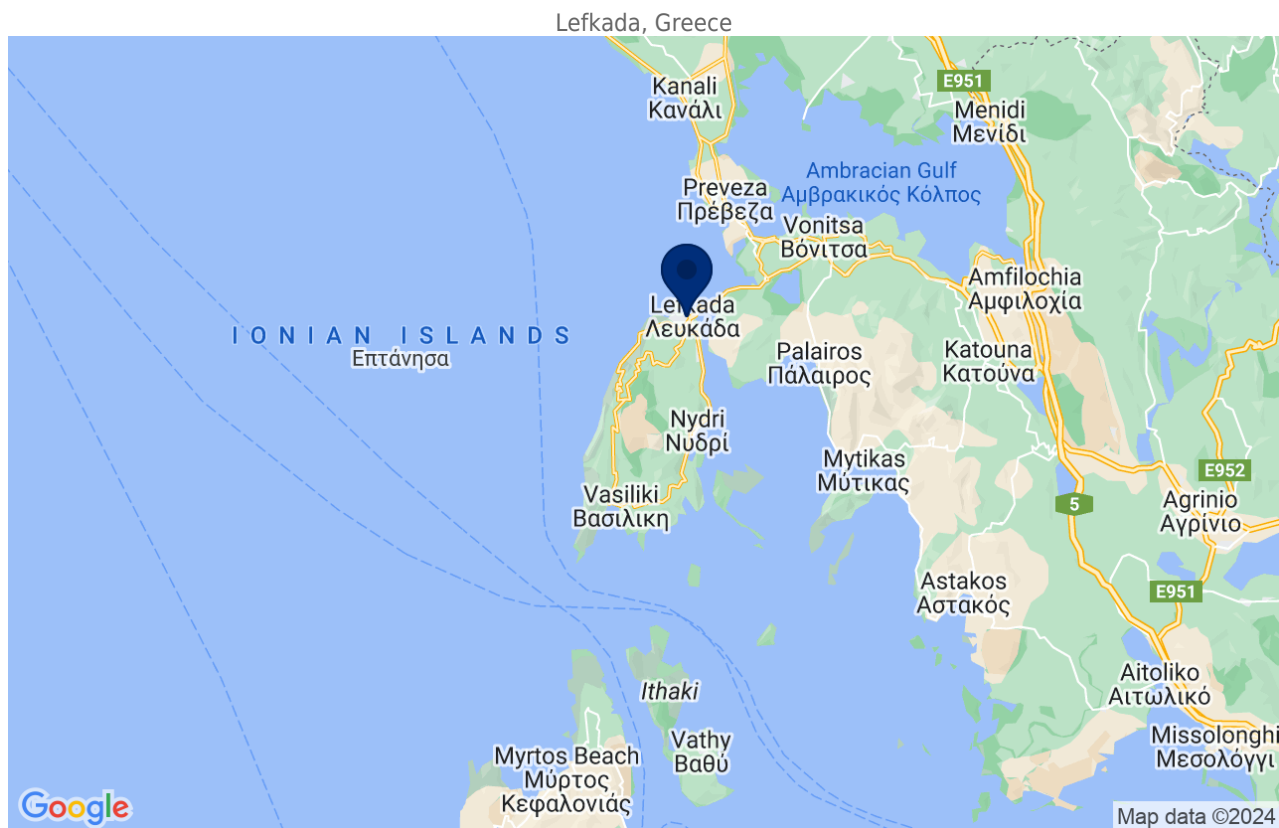 Lefkada, Greece
E951
Kanali
Κανάλι
Menidi
Μενίδι
Ambracian Gulf
Αμβρακικός Κόλπος
Preveza
Πρέβεζα
Vonitsa
Βόνιτσα
Amfilochia
Αμφιλοχία
Lefkada
Λευκάδα
IONIAN ISLANDS
Επτάνησα
Palairos
Πάλαιρος
Katouna
Κατούνα
Nydri
Νυδρί
Mytikas
Μύτικας
E952
Vasiliki
Βασιλικη
5
Agrinio
Αγρίνιο
Astakos
Αστακός
E951
Ithaki
Aitoliko
Αιτωλικό
Vathy
Βαθύ
Missolonghi
Μεσολόγγι
Myrtos Beach
Μύρτος
Κεφαλονιάς
Google
Map data ©2024